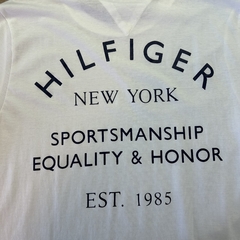 HILFIGER
NEW YORK
SPORTSMANSHIP
EQUALITY & HONOR
EST. 1985